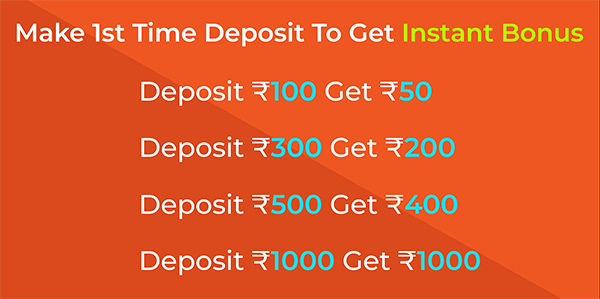 Make 1st Time Deposit To Get Instant Bonus
Deposit ₹100 Get ₹50
Deposit ₹300 Get ₹200
Deposit ₹500 Get ₹400
Deposit ₹1000 Get ₹1000